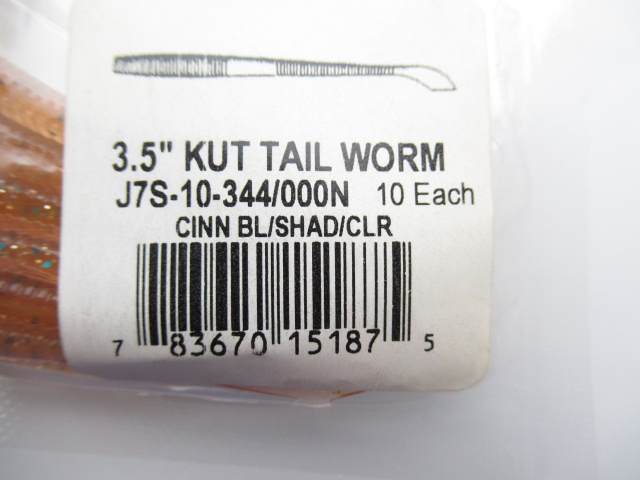 3.5" KUT TAIL WORM
J7S-10-344/000N 10 Each
CINN BL/SHAD/CLR
7 83670 15187 5